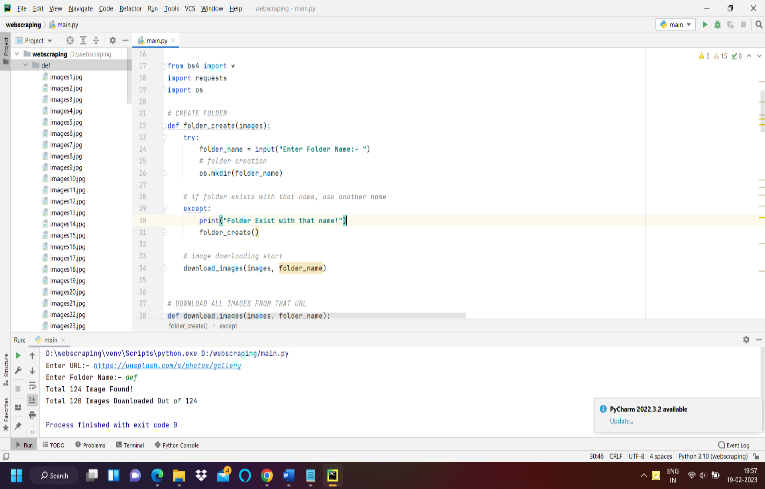 File Edit View Navigate Code Refactor Run Tools VCS Window Help webscraping - main.py
webscraping main.py main
Project main.py
webscraping D:\webscraping
def
images1.jpg
images2.jpg
images3.jpg
images4.jpg
images5.jpg
images6.jpg
images7.jpg
images8.jpg
images9.jpg
images10.jpg
images11.jpg
images12.jpg
images13.jpg
images14.jpg
images15.jpg
images16.jpg
images17.jpg
images18.jpg
images19.jpg
images20.jpg
images21.jpg
images22.jpg
images23.jpg
3 15 8
16
17 from bs4 import *
18 import requests
19 import os
20
21 # CREATE FOLDER
22 def folder_create(images):
23 try:
24 folder_name = input("Enter Folder Name:- ")
25 # folder creation
26 os.mkdir(folder_name)
27
28 # if folder exists with that name, ask another name
29 except:
30 print("Folder Exist with that name!")
31 folder_create()
32
33 # image downloading start
34 download_images(images, folder_name)
35
36
37 # DOWNLOAD ALL IMAGES FROM THAT URL
38 def download_images(images, folder_name):
folder_create() › except
Run: main
D:\webscraping\venv\Scripts\python.exe D:/webscraping/main.py
Enter URL:- https://unsplash.com/s/photos/gallery
Enter Folder Name:- def
Total 124 Image Found!
Total 120 Images Downloaded Out of 124
Process finished with exit code 0
PyCharm 2022.3.2 available
Update...
Project
Structure
Favorites
Run TODO Problems Terminal Python Console Event Log
30:46 CRLF UTF-8 4 spaces Python 3.10 (webscraping)
Search 4 ENG IN 19:57 19-02-2023